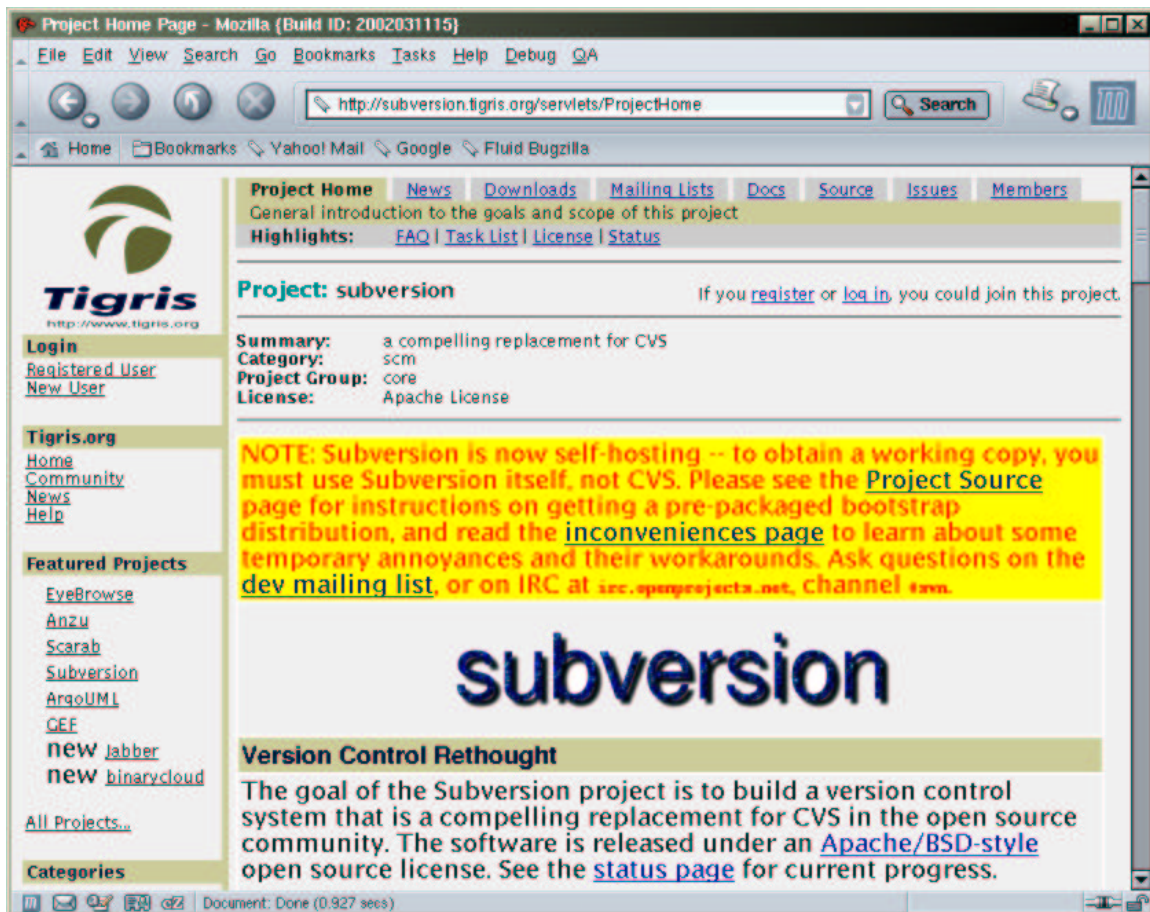 Project Home Page - Mozilla {Build ID: 2002031115}
File Edit View Search Go Bookmarks Tasks Help Debug QA
http://subversion.tigris.org/servlets/ProjectHome Search
Home Bookmarks Yahoo! Mail Google Fluid Bugzilla
Tigris
http://www.tigris.org
Login
Registered User
New User
Tigris.org
Home
Community
News
Help
Featured Projects
EyeBrowse
Anzu
Scarab
Subversion
ArgoUML
GEF
new Jabber
new binarycloud
All Projects...
Categories
Project Home News Downloads Mailing Lists Docs Source Issues Members
General introduction to the goals and scope of this project
Highlights: FAQ | Task List | License | Status
Project: subversion If you register or log in, you could join this project.
Summary: a compelling replacement for CVS
Category: scm
Project Group: core
License: Apache License
NOTE: Subversion is now self-hosting -- to obtain a working copy, you
must use Subversion itself, not CVS. Please see the Project Source
page for instructions on getting a pre-packaged bootstrap
distribution, and read the inconveniences page to learn about some
temporary annoyances and their workarounds. Ask questions on the
dev mailing list, or on IRC at irc.openprojects.net, channel #svn.
subversion
Version Control Rethought
The goal of the Subversion project is to build a version control
system that is a compelling replacement for CVS in the open source
community. The software is released under an Apache/BSD-style
open source license. See the status page for current progress.
Document: Done (0.927 secs)